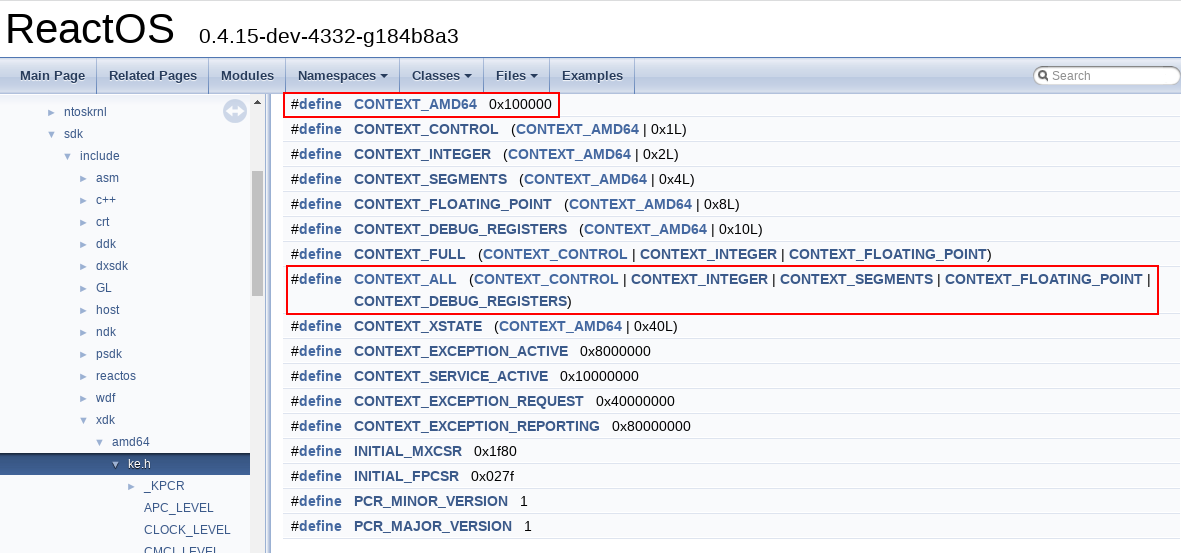 ReactOS 0.4.15-dev-4332-g184b8a3
Main Page Related Pages Modules Namespaces Classes Files Examples Search
ntoskrnl
sdk
include
asm
c++
crt
ddk
dxsdk
GL
host
ndk
psdk
reactos
wdf
xdk
amd64
ke.h
_KPCR
APC_LEVEL
CLOCK_LEVEL
CMCI_LEVEL
#define CONTEXT_AMD64 0x100000
#define CONTEXT_CONTROL (CONTEXT_AMD64 | 0x1L)
#define CONTEXT_INTEGER (CONTEXT_AMD64 | 0x2L)
#define CONTEXT_SEGMENTS (CONTEXT_AMD64 | 0x4L)
#define CONTEXT_FLOATING_POINT (CONTEXT_AMD64 | 0x8L)
#define CONTEXT_DEBUG_REGISTERS (CONTEXT_AMD64 | 0x10L)
#define CONTEXT_FULL (CONTEXT_CONTROL | CONTEXT_INTEGER | CONTEXT_FLOATING_POINT)
#define CONTEXT_ALL (CONTEXT_CONTROL | CONTEXT_INTEGER | CONTEXT_SEGMENTS | CONTEXT_FLOATING_POINT |
CONTEXT_DEBUG_REGISTERS)
#define CONTEXT_XSTATE (CONTEXT_AMD64 | 0x40L)
#define CONTEXT_EXCEPTION_ACTIVE 0x8000000
#define CONTEXT_SERVICE_ACTIVE 0x10000000
#define CONTEXT_EXCEPTION_REQUEST 0x40000000
#define CONTEXT_EXCEPTION_REPORTING 0x80000000
#define INITIAL_MXCSR 0x1f80
#define INITIAL_FPCSR 0x027f
#define PCR_MINOR_VERSION 1
#define PCR_MAJOR_VERSION 1